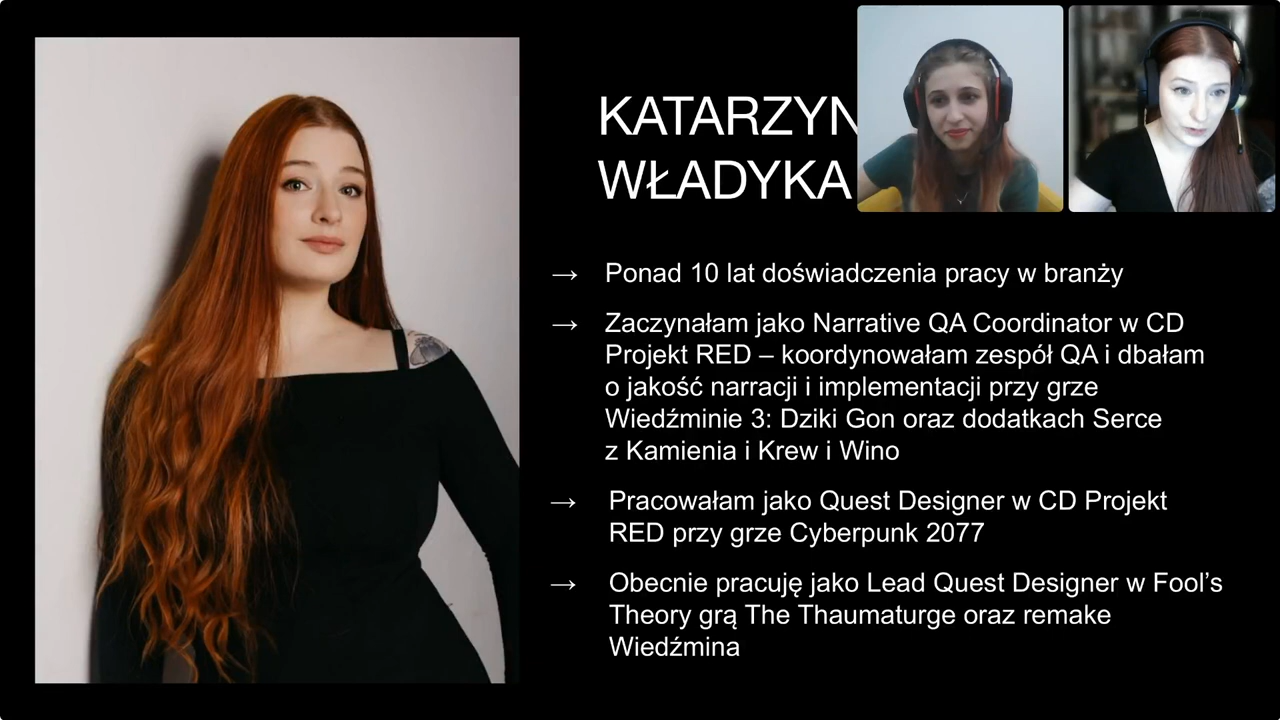 KATARZYN
WŁADYKA
→ Ponad 10 lat doświadczenia pracy w branży
→ Zaczynałam jako Narrative QA Coordinator w CD
Projekt RED – koordynowałam zespół QA i dbałam
o jakość narracji i implementacji przy grze
Wiedźminie 3: Dziki Gon oraz dodatkach Serce
z Kamienia i Krew i Wino
→ Pracowałam jako Quest Designer w CD Projekt
RED przy grze Cyberpunk 2077
→ Obecnie pracuję jako Lead Quest Designer w Fool’s
Theory grą The Thaumaturge oraz remake
Wiedźmina